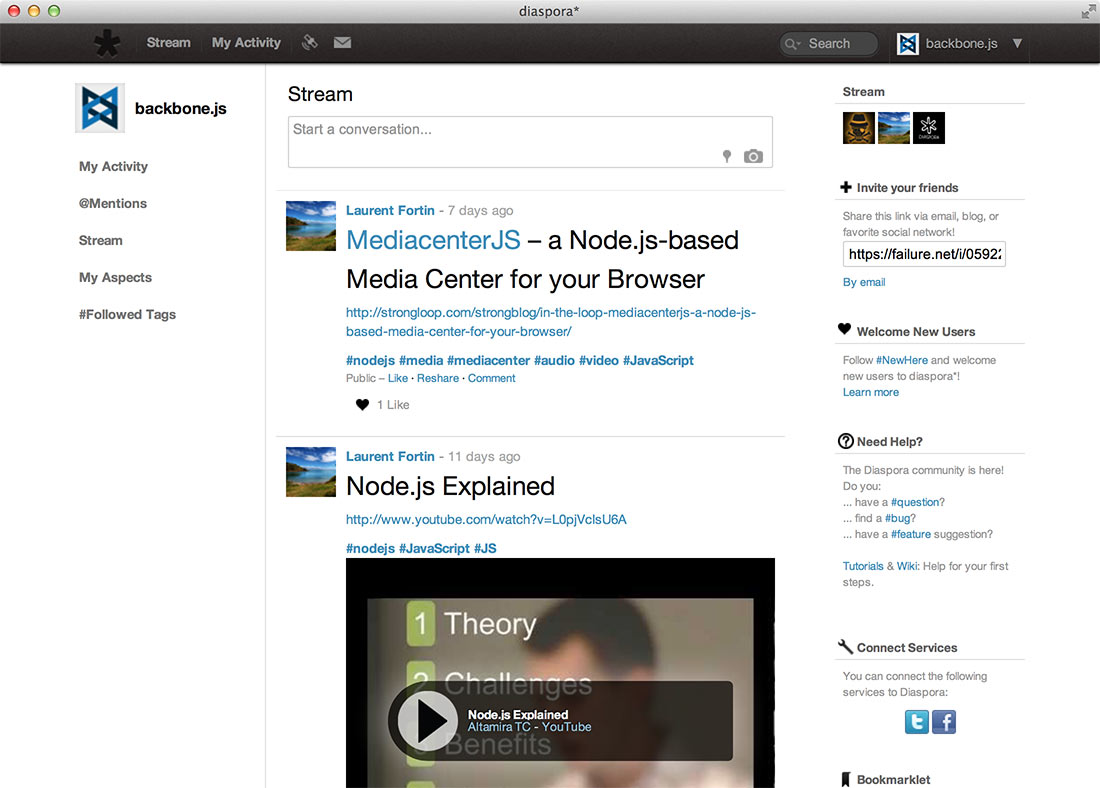 diaspora*
Stream
My Activity
Search
backbone.js ▼
backbone.js
My Activity
@Mentions
Stream
My Aspects
#Followed Tags
Stream
Start a conversation...
Laurent Fortin - 7 days ago
MediacenterJS – a Node.js-based
Media Center for your Browser
http://strongloop.com/strongblog/in-the-loop-mediacenterjs-a-node-js-
based-media-center-for-your-browser/
#nodejs #media #mediacenter #audio #video #JavaScript
Public – Like · Reshare · Comment
1 Like
Laurent Fortin - 11 days ago
Node.js Explained
http://www.youtube.com/watch?v=L0pjVcIsU6A
#nodejs #JavaScript #JS
1 Theory
2 Challenges
Node.js Explained
Altamira TC - YouTube
3 Benefits
Stream
Invite your friends
Share this link via email, blog, or
favorite social network!
https://failure.net/i/05922
By email
Welcome New Users
Follow #NewHere and welcome
new users to diaspora*!
Learn more
Need Help?
The Diaspora community is here!
Do you:
... have a #question?
... find a #bug?
... have a #feature suggestion?
Tutorials & Wiki: Help for your first
steps.
Connect Services
You can connect the following
services to Diaspora:
Bookmarklet